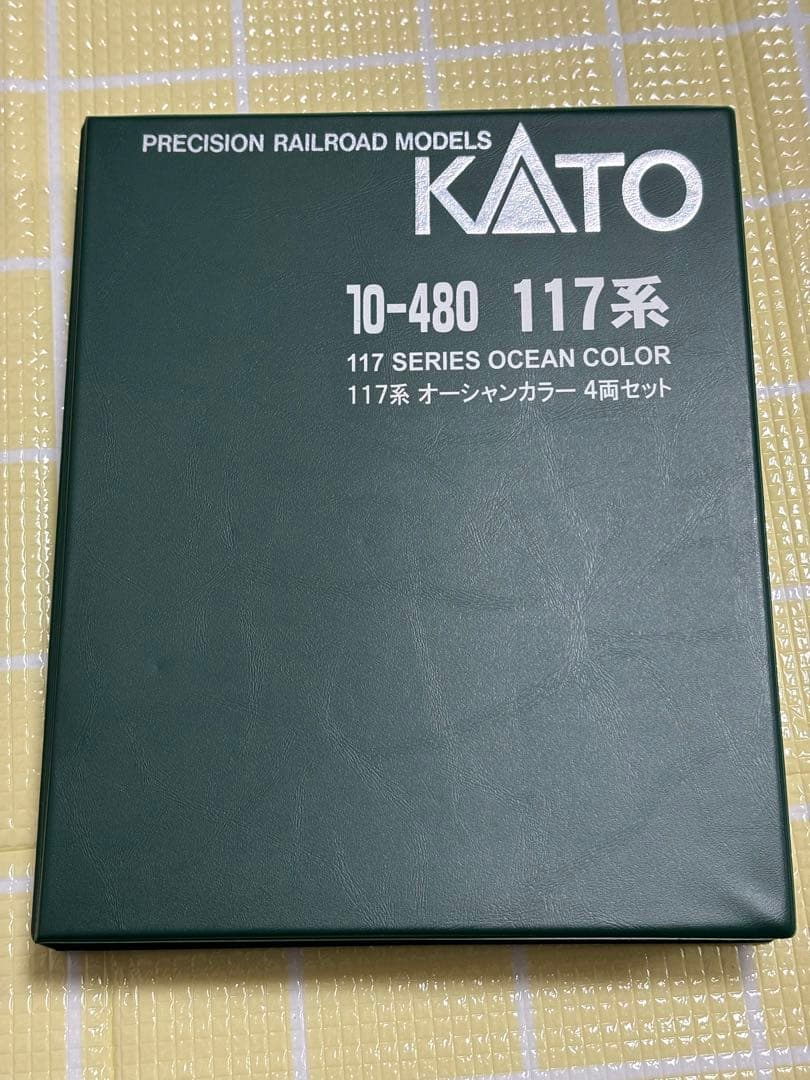 PRECISION RAILROAD MODELS
KATO
10-480 117系
117 SERIES OCEAN COLOR
117系 オーシャンカラー 4両セット